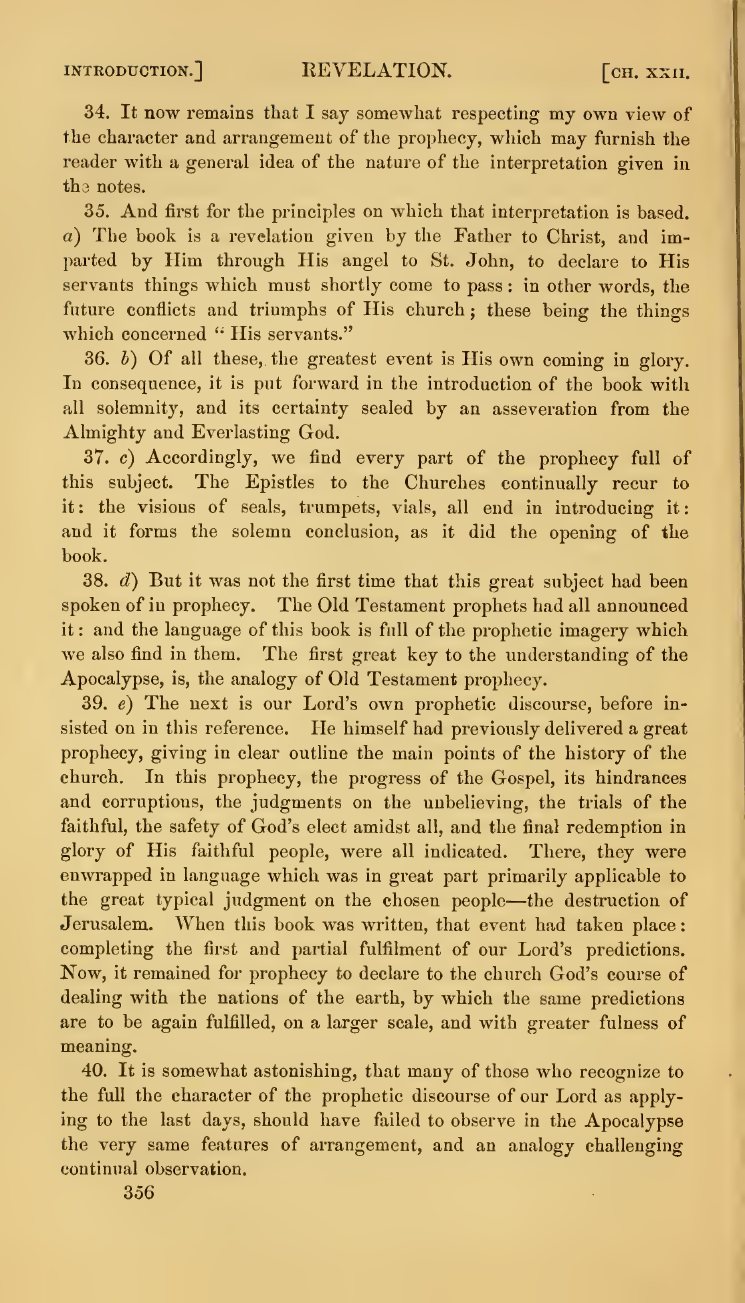 INTRODUCTION.] REVELATION. [CH. XXII.
34. It now remains that I say somewhat respecting my own view of
the character and arrangement of the prophecy, which may furnish the
reader with a general idea of the nature of the interpretation given in
the notes.
35. And first for the principles on which that interpretation is based.
a) The book is a revelation given by the Father to Christ, and im-
parted by Him through His angel to St. John, to declare to His
servants things which must shortly come to pass: in other words, the
future conflicts and triumphs of His church; these being the things
which concerned “His servants.”
36. b) Of all these, the greatest event is His own coming in glory.
In consequence, it is put forward in the introduction of the book with
all solemnity, and its certainty sealed by an asseveration from the
Almighty and Everlasting God.
37. c) Accordingly, we find every part of the prophecy full of
this subject. The Epistles to the Churches continually recur to
it: the visions of seals, trumpets, vials, all end in introducing it:
and it forms the solemn conclusion, as it did the opening of the
book.
38. d) But it was not the first time that this great subject had been
spoken of in prophecy. The Old Testament prophets had all announced
it: and the language of this book is full of the prophetic imagery which
we also find in them. The first great key to the understanding of the
Apocalypse, is, the analogy of Old Testament prophecy.
39. e) The next is our Lord’s own prophetic discourse, before in-
sisted on in this reference. He himself had previously delivered a great
prophecy, giving in clear outline the main points of the history of the
church. In this prophecy, the progress of the Gospel, its hindrances
and corruptions, the judgments on the unbelieving, the trials of the
faithful, the safety of God’s elect amidst all, and the final redemption in
glory of His faithful people, were all indicated. There, they were
enwrapped in language which was in great part primarily applicable to
the great typical judgment on the chosen people—the destruction of
Jerusalem. When this book was written, that event had taken place:
completing the first and partial fulfilment of our Lord’s predictions.
Now, it remained for prophecy to declare to the church God’s course of
dealing with the nations of the earth, by which the same predictions
are to be again fulfilled, on a larger scale, and with greater fulness of
meaning.
40. It is somewhat astonishing, that many of those who recognize to
the full the character of the prophetic discourse of our Lord as apply-
ing to the last days, should have failed to observe in the Apocalypse
the very same features of arrangement, and an analogy challenging
continual observation.
356